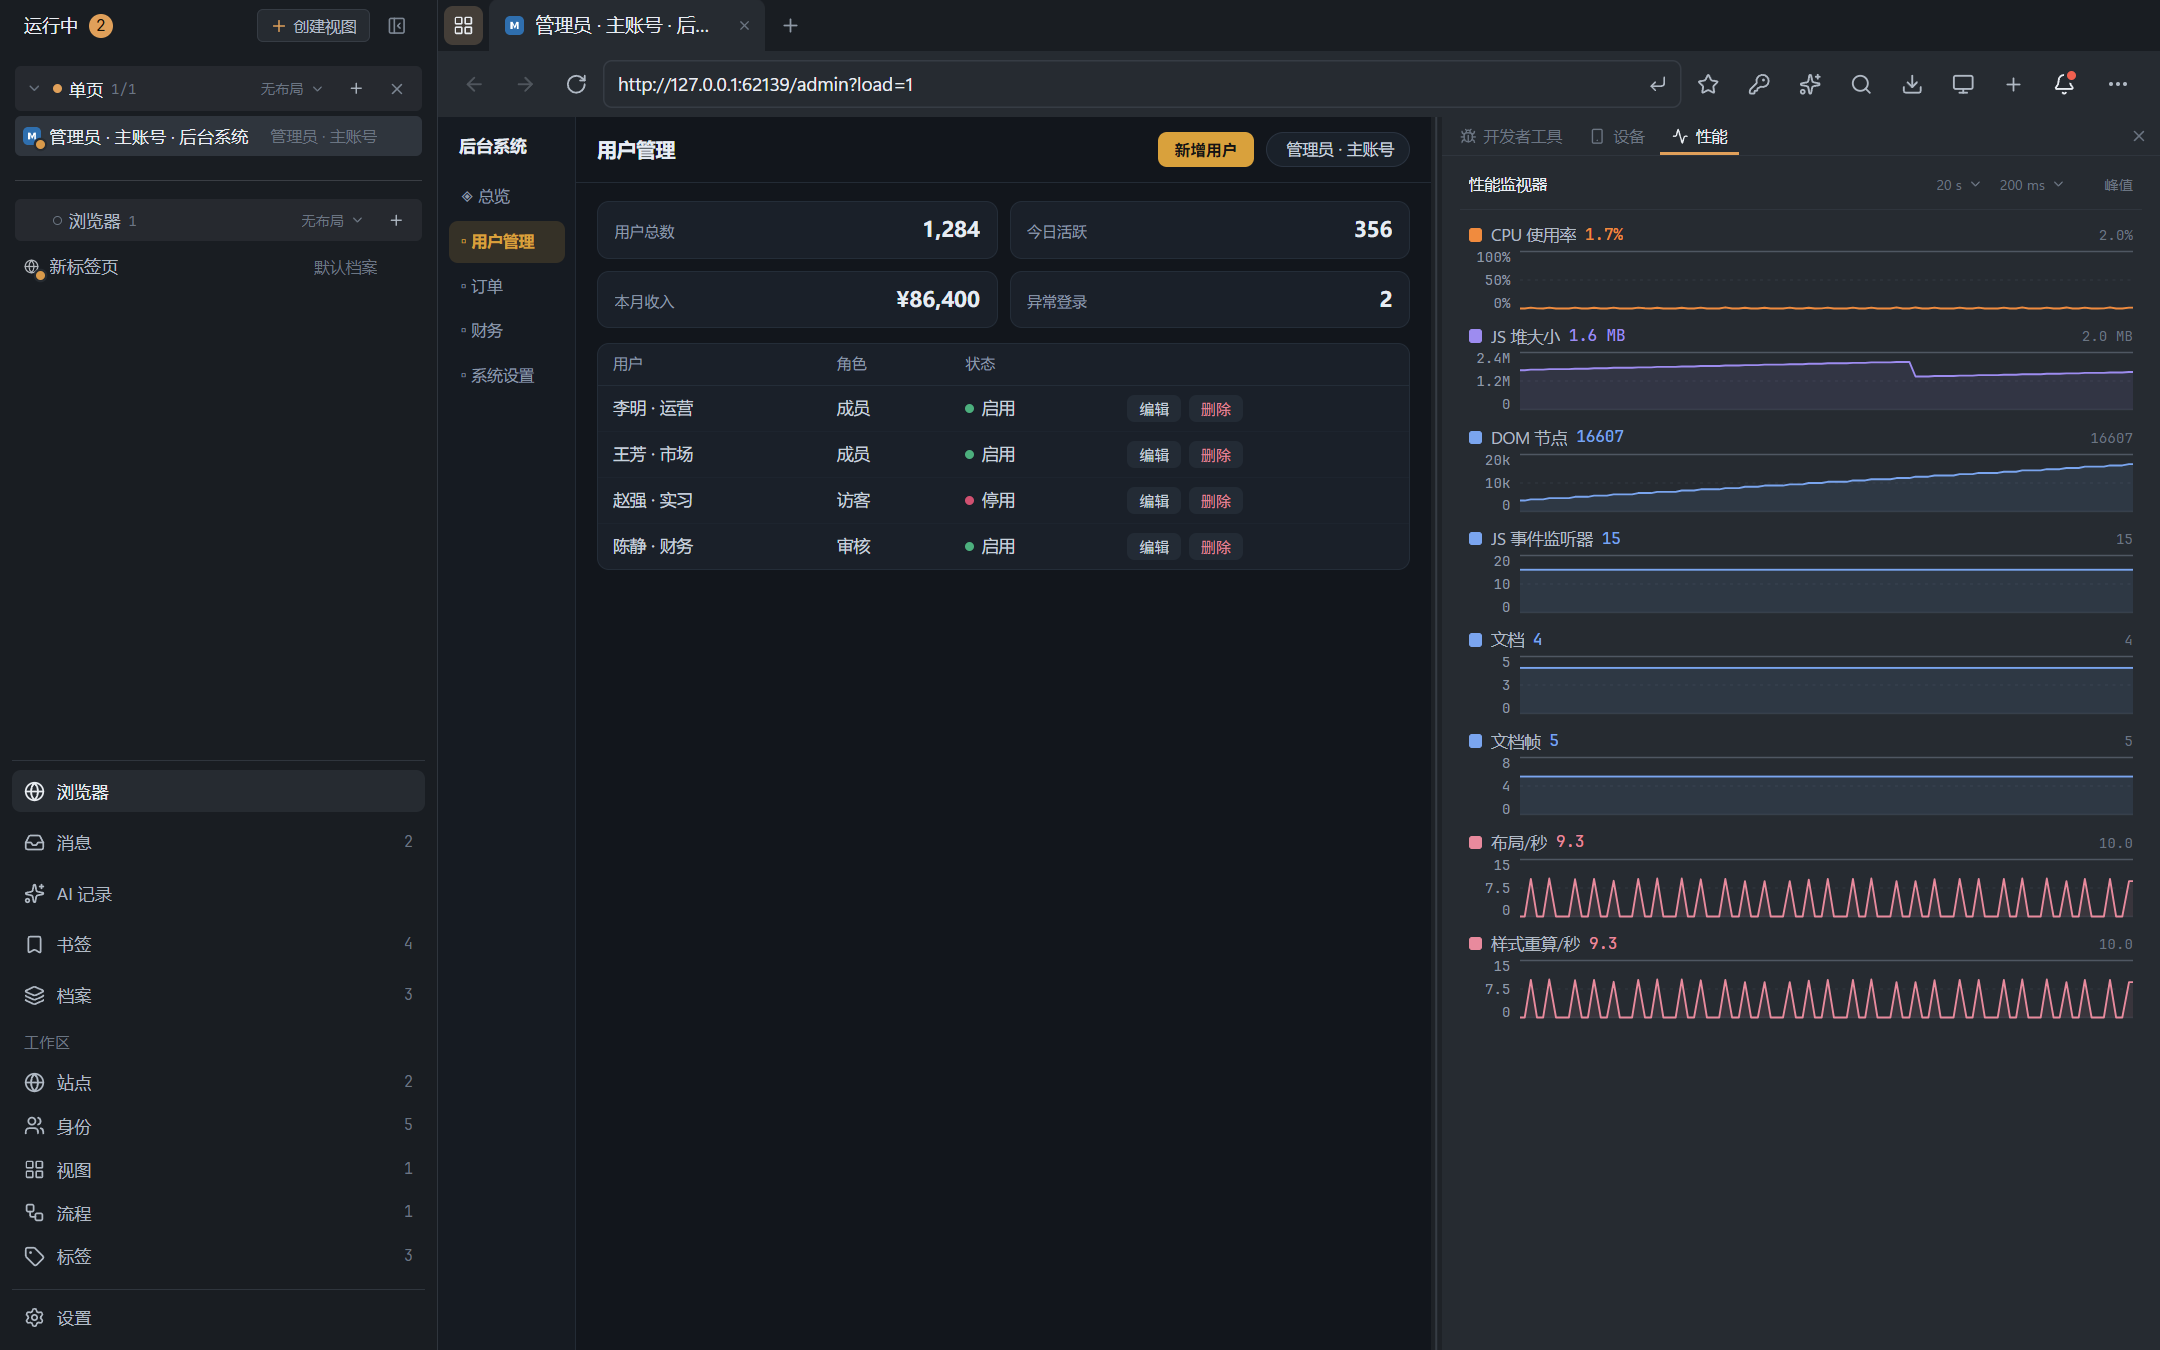 运行中 2
创建视图
单页 1/1 无布局
管理员 · 主账号 · 后台系统 管理员 · 主账号
浏览器 1 无布局
新标签页 默认档案
浏览器
消息 2
AI 记录
书签 4
档案 3
工作区
站点 2
身份 5
视图 1
流程 1
标签 3
设置
M 管理员 · 主账号 · 后...
http://127.0.0.1:62139/admin?load=1
后台系统
总览
用户管理
订单
财务
系统设置
用户管理
新增用户 管理员 · 主账号
用户总数 1,284
今日活跃 356
本月收入 ¥86,400
异常登录 2
用户 角色 状态
李明 · 运营 成员 启用 编辑 删除
王芳 · 市场 成员 启用 编辑 删除
赵强 · 实习 访客 停用 编辑 删除
陈静 · 财务 审核 启用 编辑 删除
开发者工具 设备 性能
性能监视器 20 s 200 ms 峰值
CPU 使用率 1.7% 2.0%
100%
50%
0%
JS 堆大小 1.6 MB 2.0 MB
2.4M
1.2M
0
DOM 节点 16607 16607
20k
10k
0
JS 事件监听器 15 15
20
10
0
文档 4 4
5
3
0
文档帧 5 5
8
4
0
布局/秒 9.3 10.0
15
7.5
0
样式重算/秒 9.3 10.0
15
7.5
0